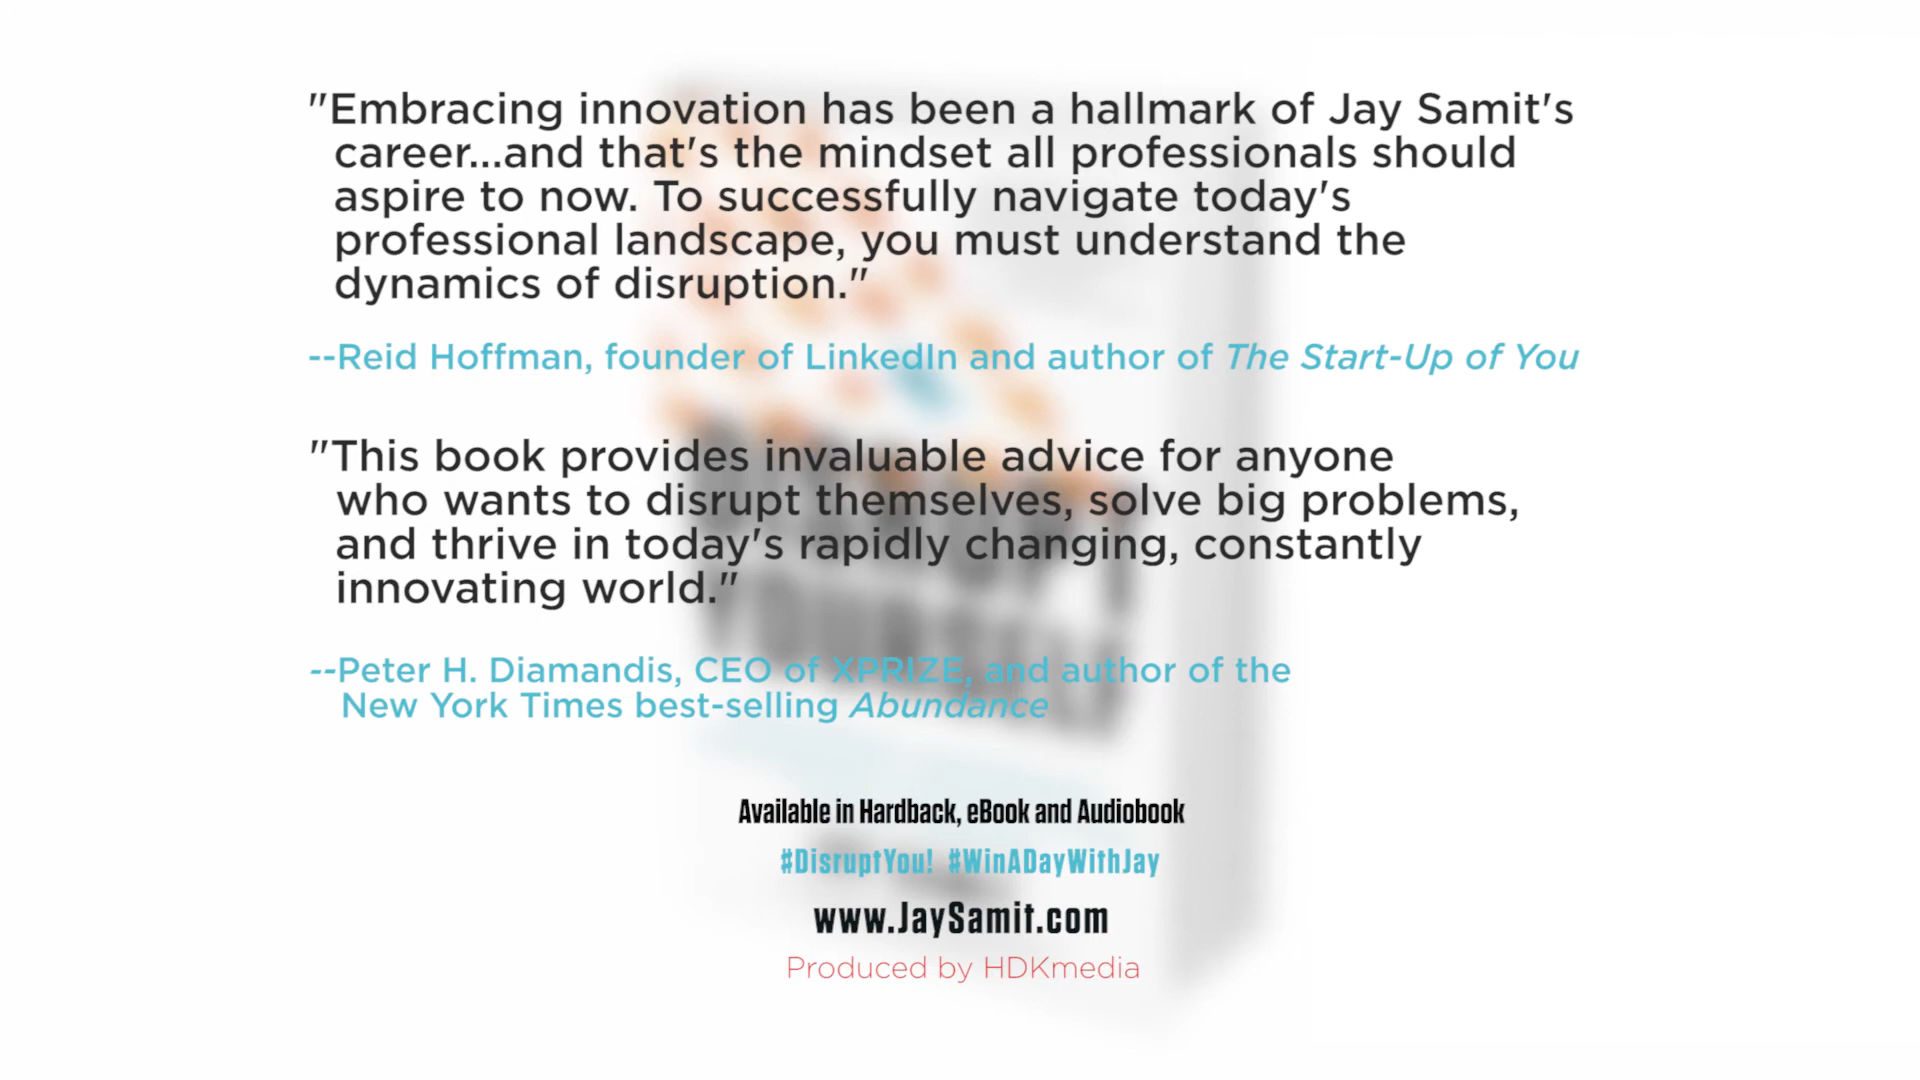 "Embracing innovation has been a hallmark of Jay Samit's
career...and that's the mindset all professionals should
aspire to now. To successfully navigate today's
professional landscape, you must understand the
dynamics of disruption."
--Reid Hoffman, founder of LinkedIn and author of The Start-Up of You
"This book provides invaluable advice for anyone
who wants to disrupt themselves, solve big problems,
and thrive in today's rapidly changing, constantly
innovating world."
--Peter H. Diamandis, CEO of XPRIZE, and author of the
New York Times best-selling Abundance
Available in Hardback, eBook and Audiobook
#DisruptYou! #WinADayWithJay
www.JaySamit.com
Produced by HDKmedia